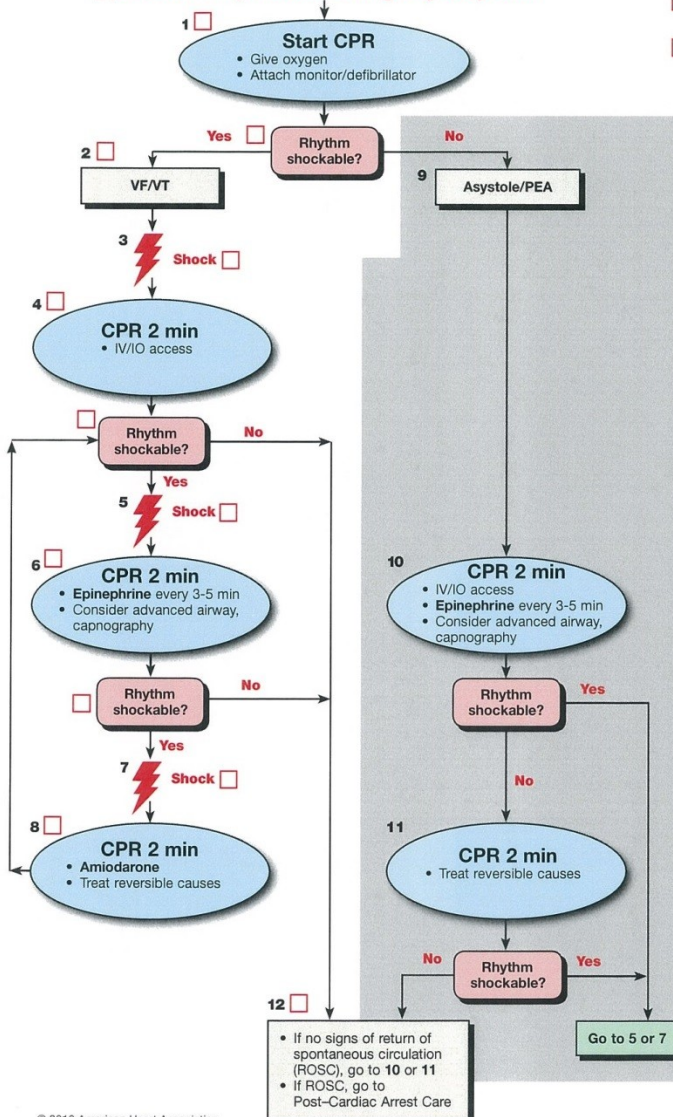 1
Start CPR
• Give oxygen
• Attach monitor/defibrillator
Yes
Rhythm
shockable?
No
2
VF/VT
9
Asystole/PEA
3
Shock
4
CPR 2 min
• IV/IO access
Rhythm
shockable?
No
Yes
5
Shock
6
CPR 2 min
• Epinephrine every 3-5 min
• Consider advanced airway,
capnography
10
CPR 2 min
• IV/IO access
• Epinephrine every 3-5 min
• Consider advanced airway,
capnography
Rhythm
shockable?
No
Rhythm
shockable?
Yes
Yes
7
Shock
No
8
CPR 2 min
• Amiodarone
• Treat reversible causes
11
CPR 2 min
• Treat reversible causes
No
Rhythm
shockable?
Yes
12
• If no signs of return of
spontaneous circulation
(ROSC), go to 10 or 11
• If ROSC, go to
Post–Cardiac Arrest Care
Go to 5 or 7
American Heart Association